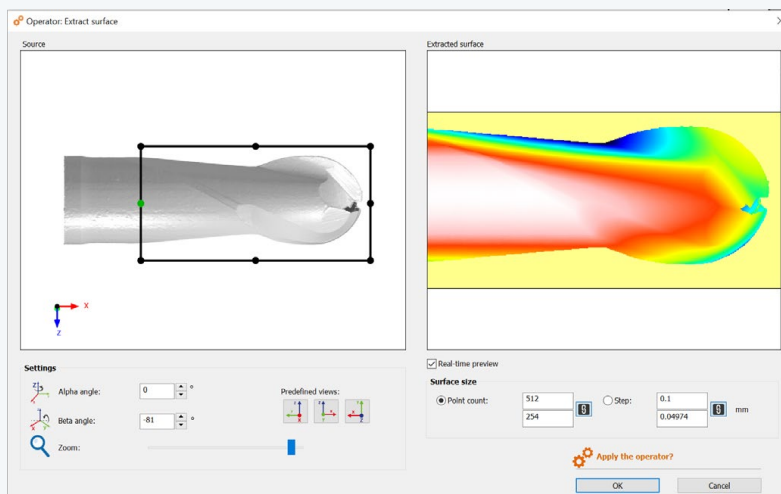 Operator: Extract surface
Source
Extracted surface
X
Z
Real-time preview
Settings
Surface size
Alpha angle:
0
°
Predefined views:
Point count:
512
254
Step:
0.1
0.04974
mm
Beta angle:
-81
°
Zoom:
Apply the operator?
OK
Cancel